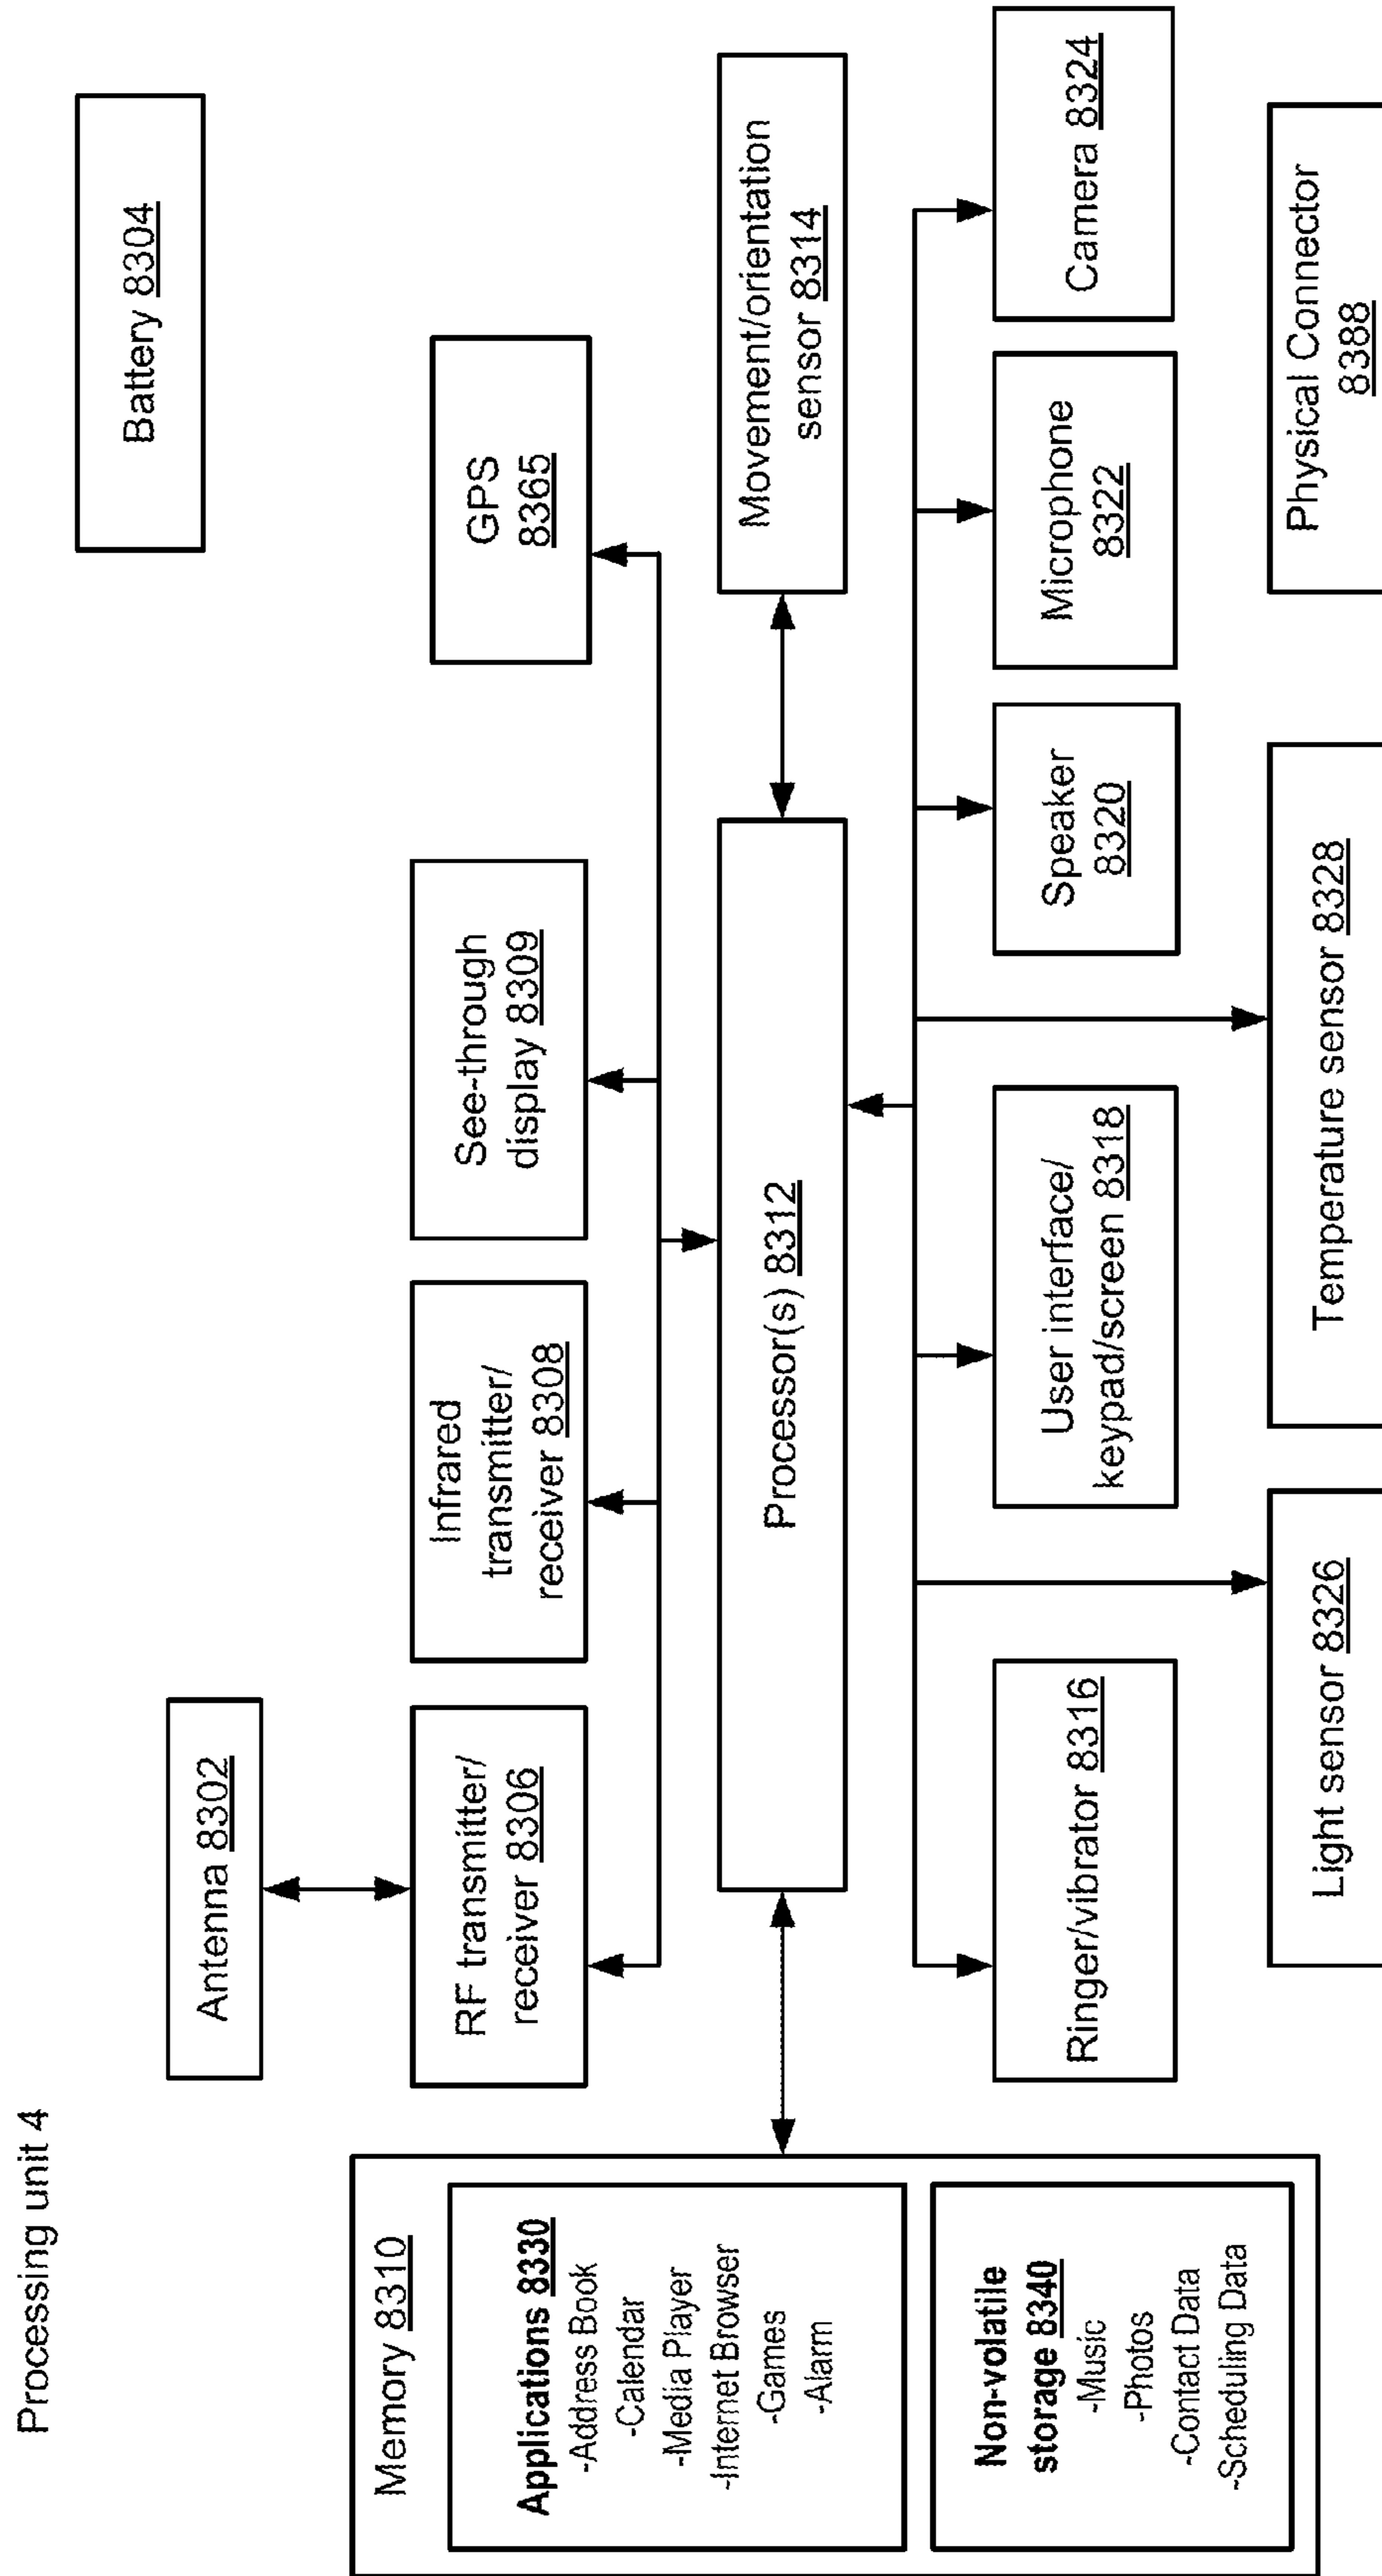 Processing unit 4
Antenna 8302
Battery 8304
RF transmitter/
receiver 8306
Infrared
transmitter/
receiver 8308
See-through
display 8309
GPS
8365
Memory 8310
Applications 8330
-Address Book
-Calendar
-Media Player
-Internet Browser
-Games
-Alarm
Non-volatile
storage 8340
-Music
-Photos
-Contact Data
-Scheduling Data
Processor(s) 8312
Movement/orientation
sensor 8314
Ringer/vibrator 8316
User interface/
keypad/screen 8318
Speaker
8320
Microphone
8322
Camera 8324
Light sensor 8326
Temperature sensor 8328
Physical Connector
8388